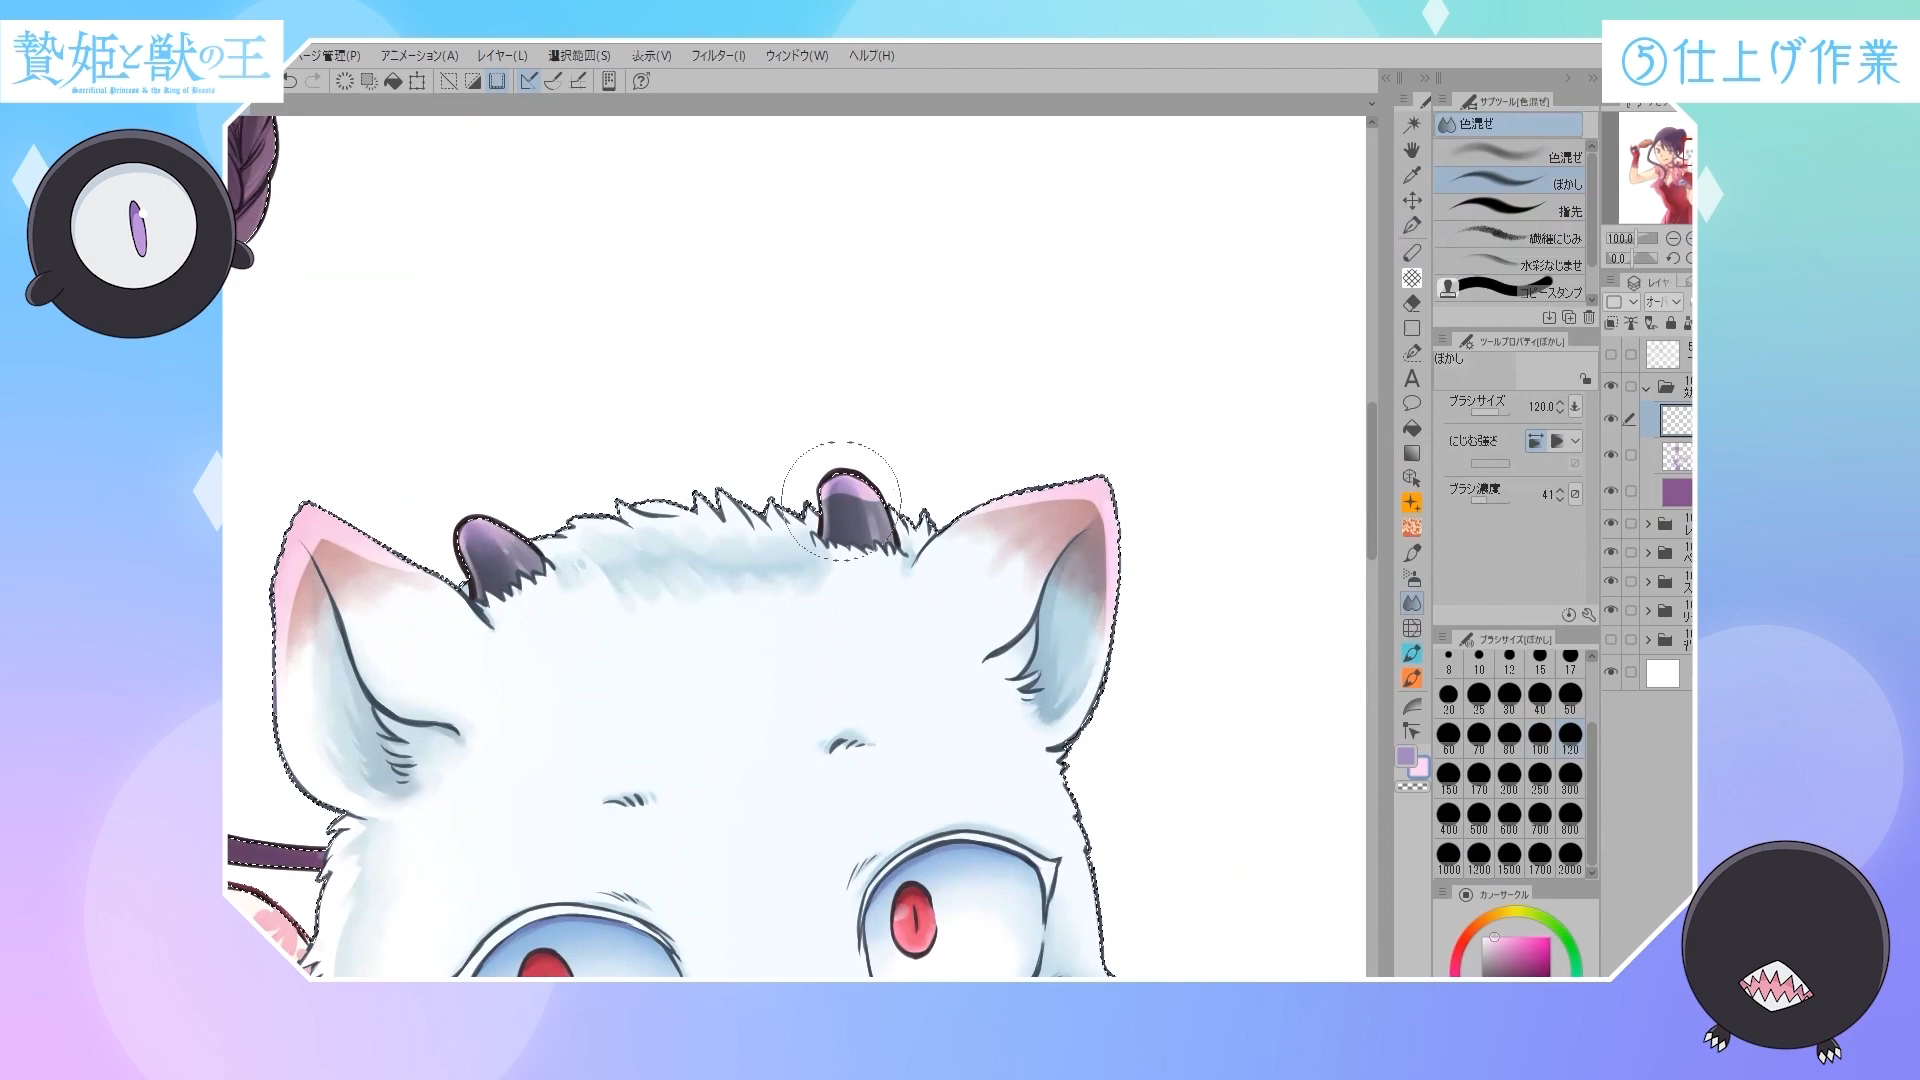 贄姫と獣の王
Sacrificial Princess & the King of Beasts
⑤仕上げ作業
ページ管理(P) アニメーション(A) レイヤー(L) 選択範囲(S) 表示(V) フィルター(I) ウィンドウ(W) ヘルプ(H)
サブツール[色混ぜ]
色混ぜ
色混ぜ
ぼかし
指先
繊維にじみ
水彩なじませ
コピースタンプ
ツールプロパティ[ぼかし]
ぼかし
ブラシサイズ 120.0
にじむ強さ
ブラシ濃度 41
ブラシサイズ[ぼかし]
8 10 12 15 17
20 25 30 40 50
60 70 80 100 120
150 170 200 250 300
400 500 600 700 800
1000 1200 1500 1700 2000
カラーサークル
100.0
0.0
レイヤ
オーバ